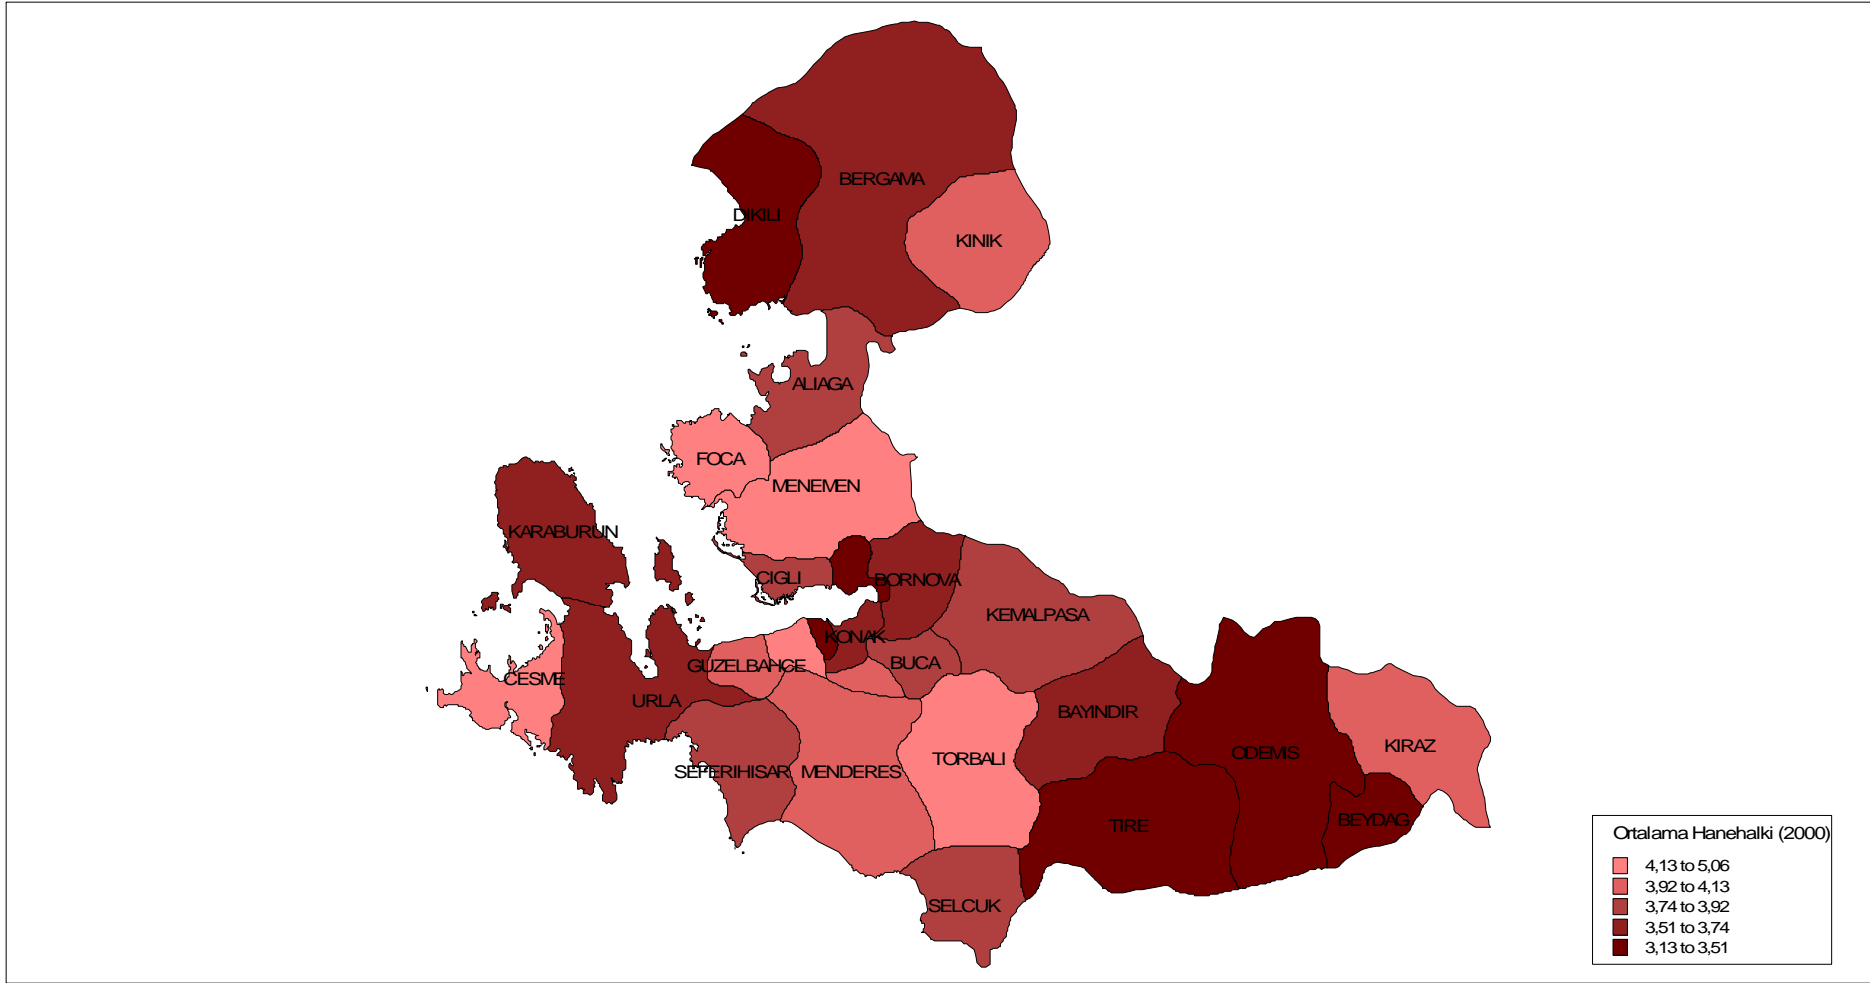 BERGAMA
DIKILI
KINIK
ALIAGA
FOCA
MENEMEN
KARABURUN
CIGLI
BORNOVA
KEMALPASA
KONAK
GUZELBAHCE
BUCA
CESME
URLA
BAYINDIR
SEFERIHISAR
MENDERES
TORBALI
ODEMIS
KIRAZ
TIRE
BEYDAG
SELCUK
Ortalama Hanehalki (2000)
4,13 to 5,06
3,92 to 4,13
3,74 to 3,92
3,51 to 3,74
3,13 to 3,51